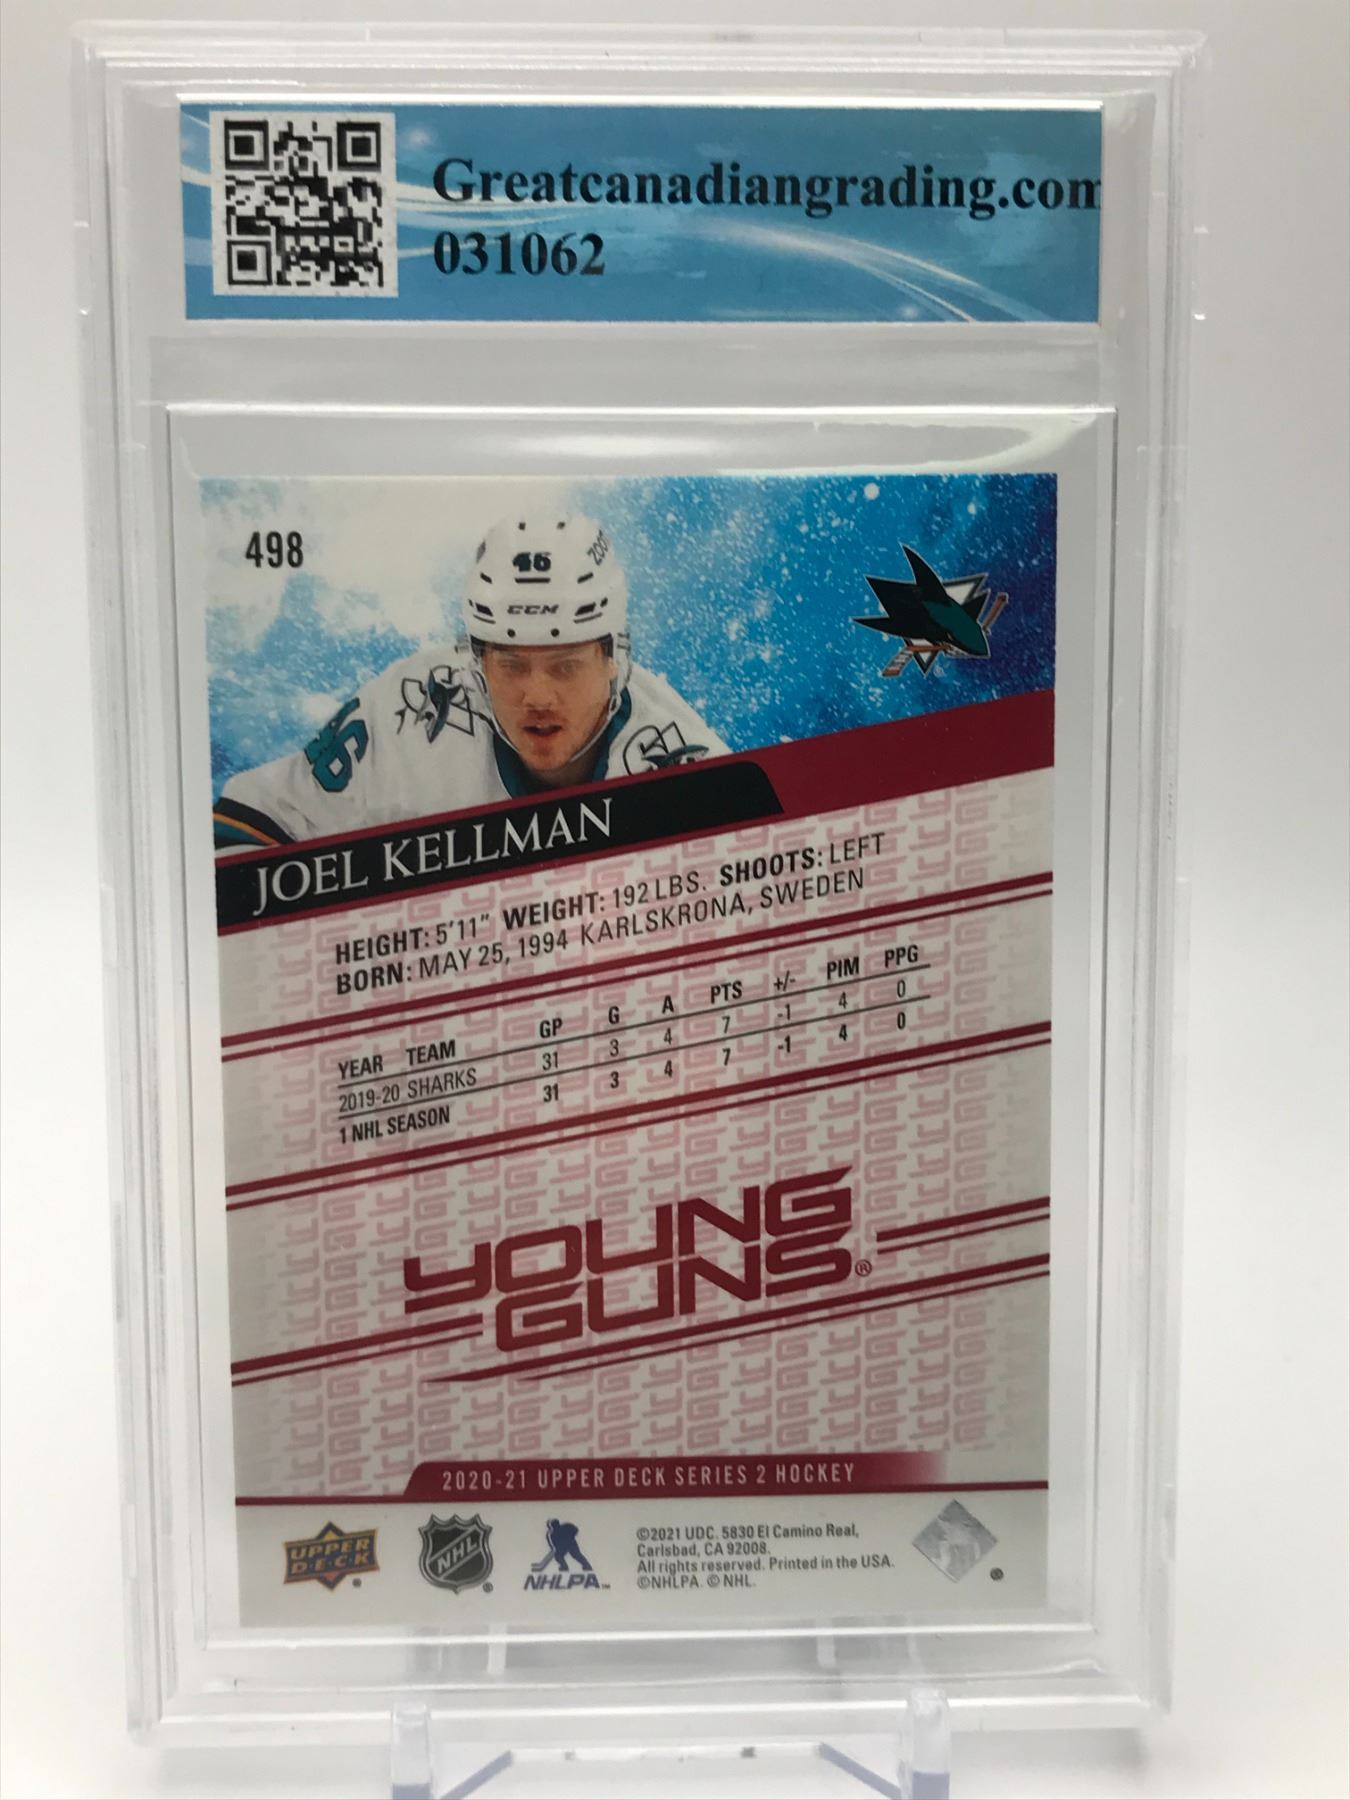 Greatcanadiangrading.com
031062
498
46
CCM
46
JOEL KELLMAN
HEIGHT: 5'11" WEIGHT: 192 LBS. SHOOTS: LEFT
BORN: MAY 25, 1994 KARLSKRONA, SWEDEN
YEAR TEAM GP G A PTS +/- PIM PPG
2019-20 SHARKS 31 3 4 7 -1 4 0
1 NHL SEASON 31 3 4 7 -1 4 0
YOUNG
GUNS®
2020-21 UPPER DECK SERIES 2 HOCKEY
UPPER
DECK
NHL
NHLPA
©2021 UDC. 5830 El Camino Real,
Carlsbad, CA 92008.
All rights reserved. Printed in the USA.
©NHLPA. © NHL.